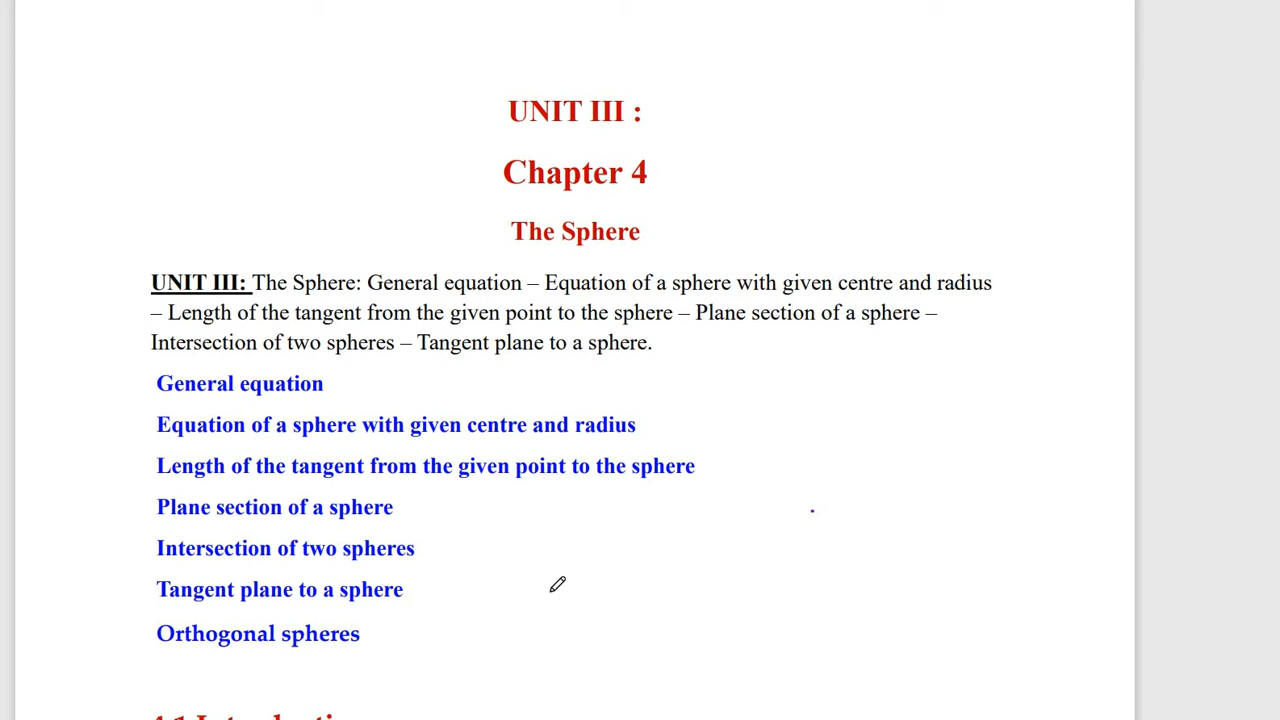 UNIT III :
Chapter 4
The Sphere
UNIT III: The Sphere: General equation – Equation of a sphere with given centre and radius
– Length of the tangent from the given point to the sphere – Plane section of a sphere –
Intersection of two spheres – Tangent plane to a sphere.
General equation
Equation of a sphere with given centre and radius
Length of the tangent from the given point to the sphere
Plane section of a sphere
Intersection of two spheres
Tangent plane to a sphere
Orthogonal spheres